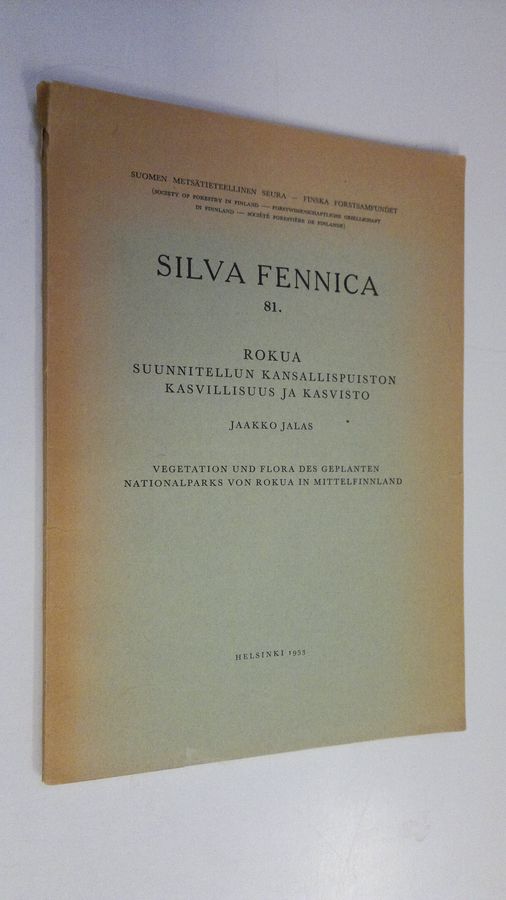 SUOMEN METSÄTIETEELLINEN SEURA — FINSKA FORSTSAMFUNDET
(SOCIETY OF FORESTRY IN FINLAND — FORSTWISSENSCHAFTLICHE GESELLSCHAFT
IN FINNLAND — SOCIÉTÉ FORESTIÈRE DE FINLANDE)
SILVA FENNICA
81.
ROKUA
SUUNNITELLUN KANSALLISPUISTON
KASVILLISUUS JA KASVISTO
JAAKKO JALAS
VEGETATION UND FLORA DES GEPLANTEN
NATIONALPARKS VON ROKUA IN MITTELFINNLAND
HELSINKI 1953